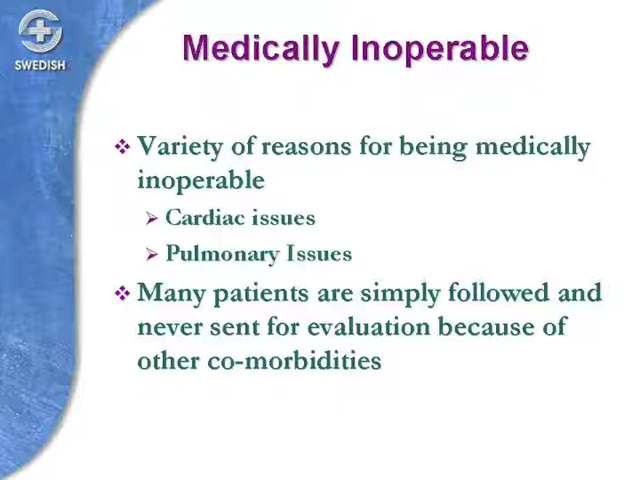 SWEDISH
Medically Inoperable
Variety of reasons for being medically
inoperable
Cardiac issues
Pulmonary Issues
Many patients are simply followed and
never sent for evaluation because of
other co-morbidities